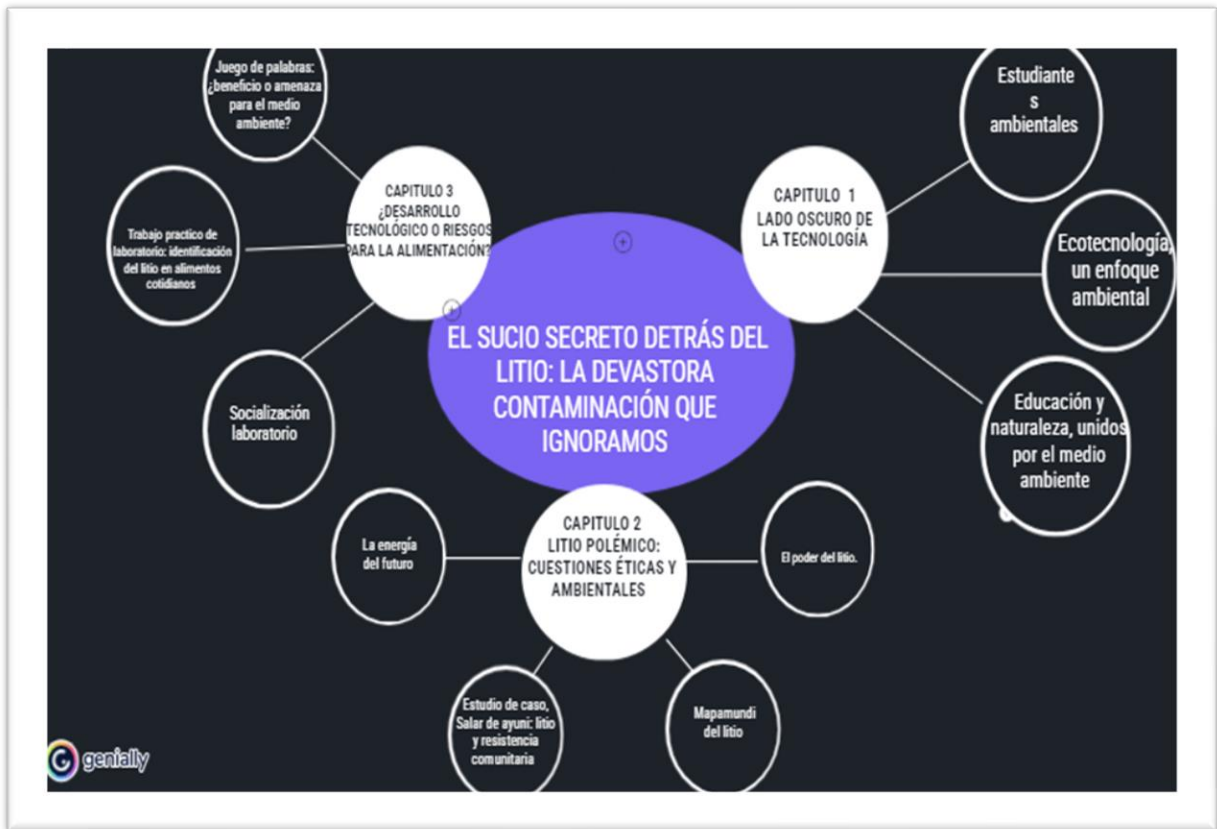 Juego de palabras:
¿beneficio o amenaza
para el medio
ambiente?
Trabajo practico de
laboratorio: identificación
del litio en alimentos
cotidianos
Socialización
laboratorio
CAPITULO 3
¿DESARROLLO
TECNOLÓGICO O RIESGOS
PARA LA ALIMENTACIÓN?
EL SUCIO SECRETO DETRÁS DEL
LITIO: LA DEVASTORA
CONTAMINACIÓN QUE
IGNORAMOS
CAPITULO 1
LADO OSCURO DE
LA TECNOLOGÍA
Estudiante
s
ambientales
Ecotecnología,
un enfoque
ambiental
Educación y
naturaleza, unidos
por el medio
ambiente
CAPITULO 2
LITIO POLÉMICO:
CUESTIONES ÉTICAS Y
AMBIENTALES
La energía
del futuro
Estudio de caso,
Salar de ayuni: litio
y resistencia
comunitaria
Mapamundi
del litio
El poder del litio.
genially